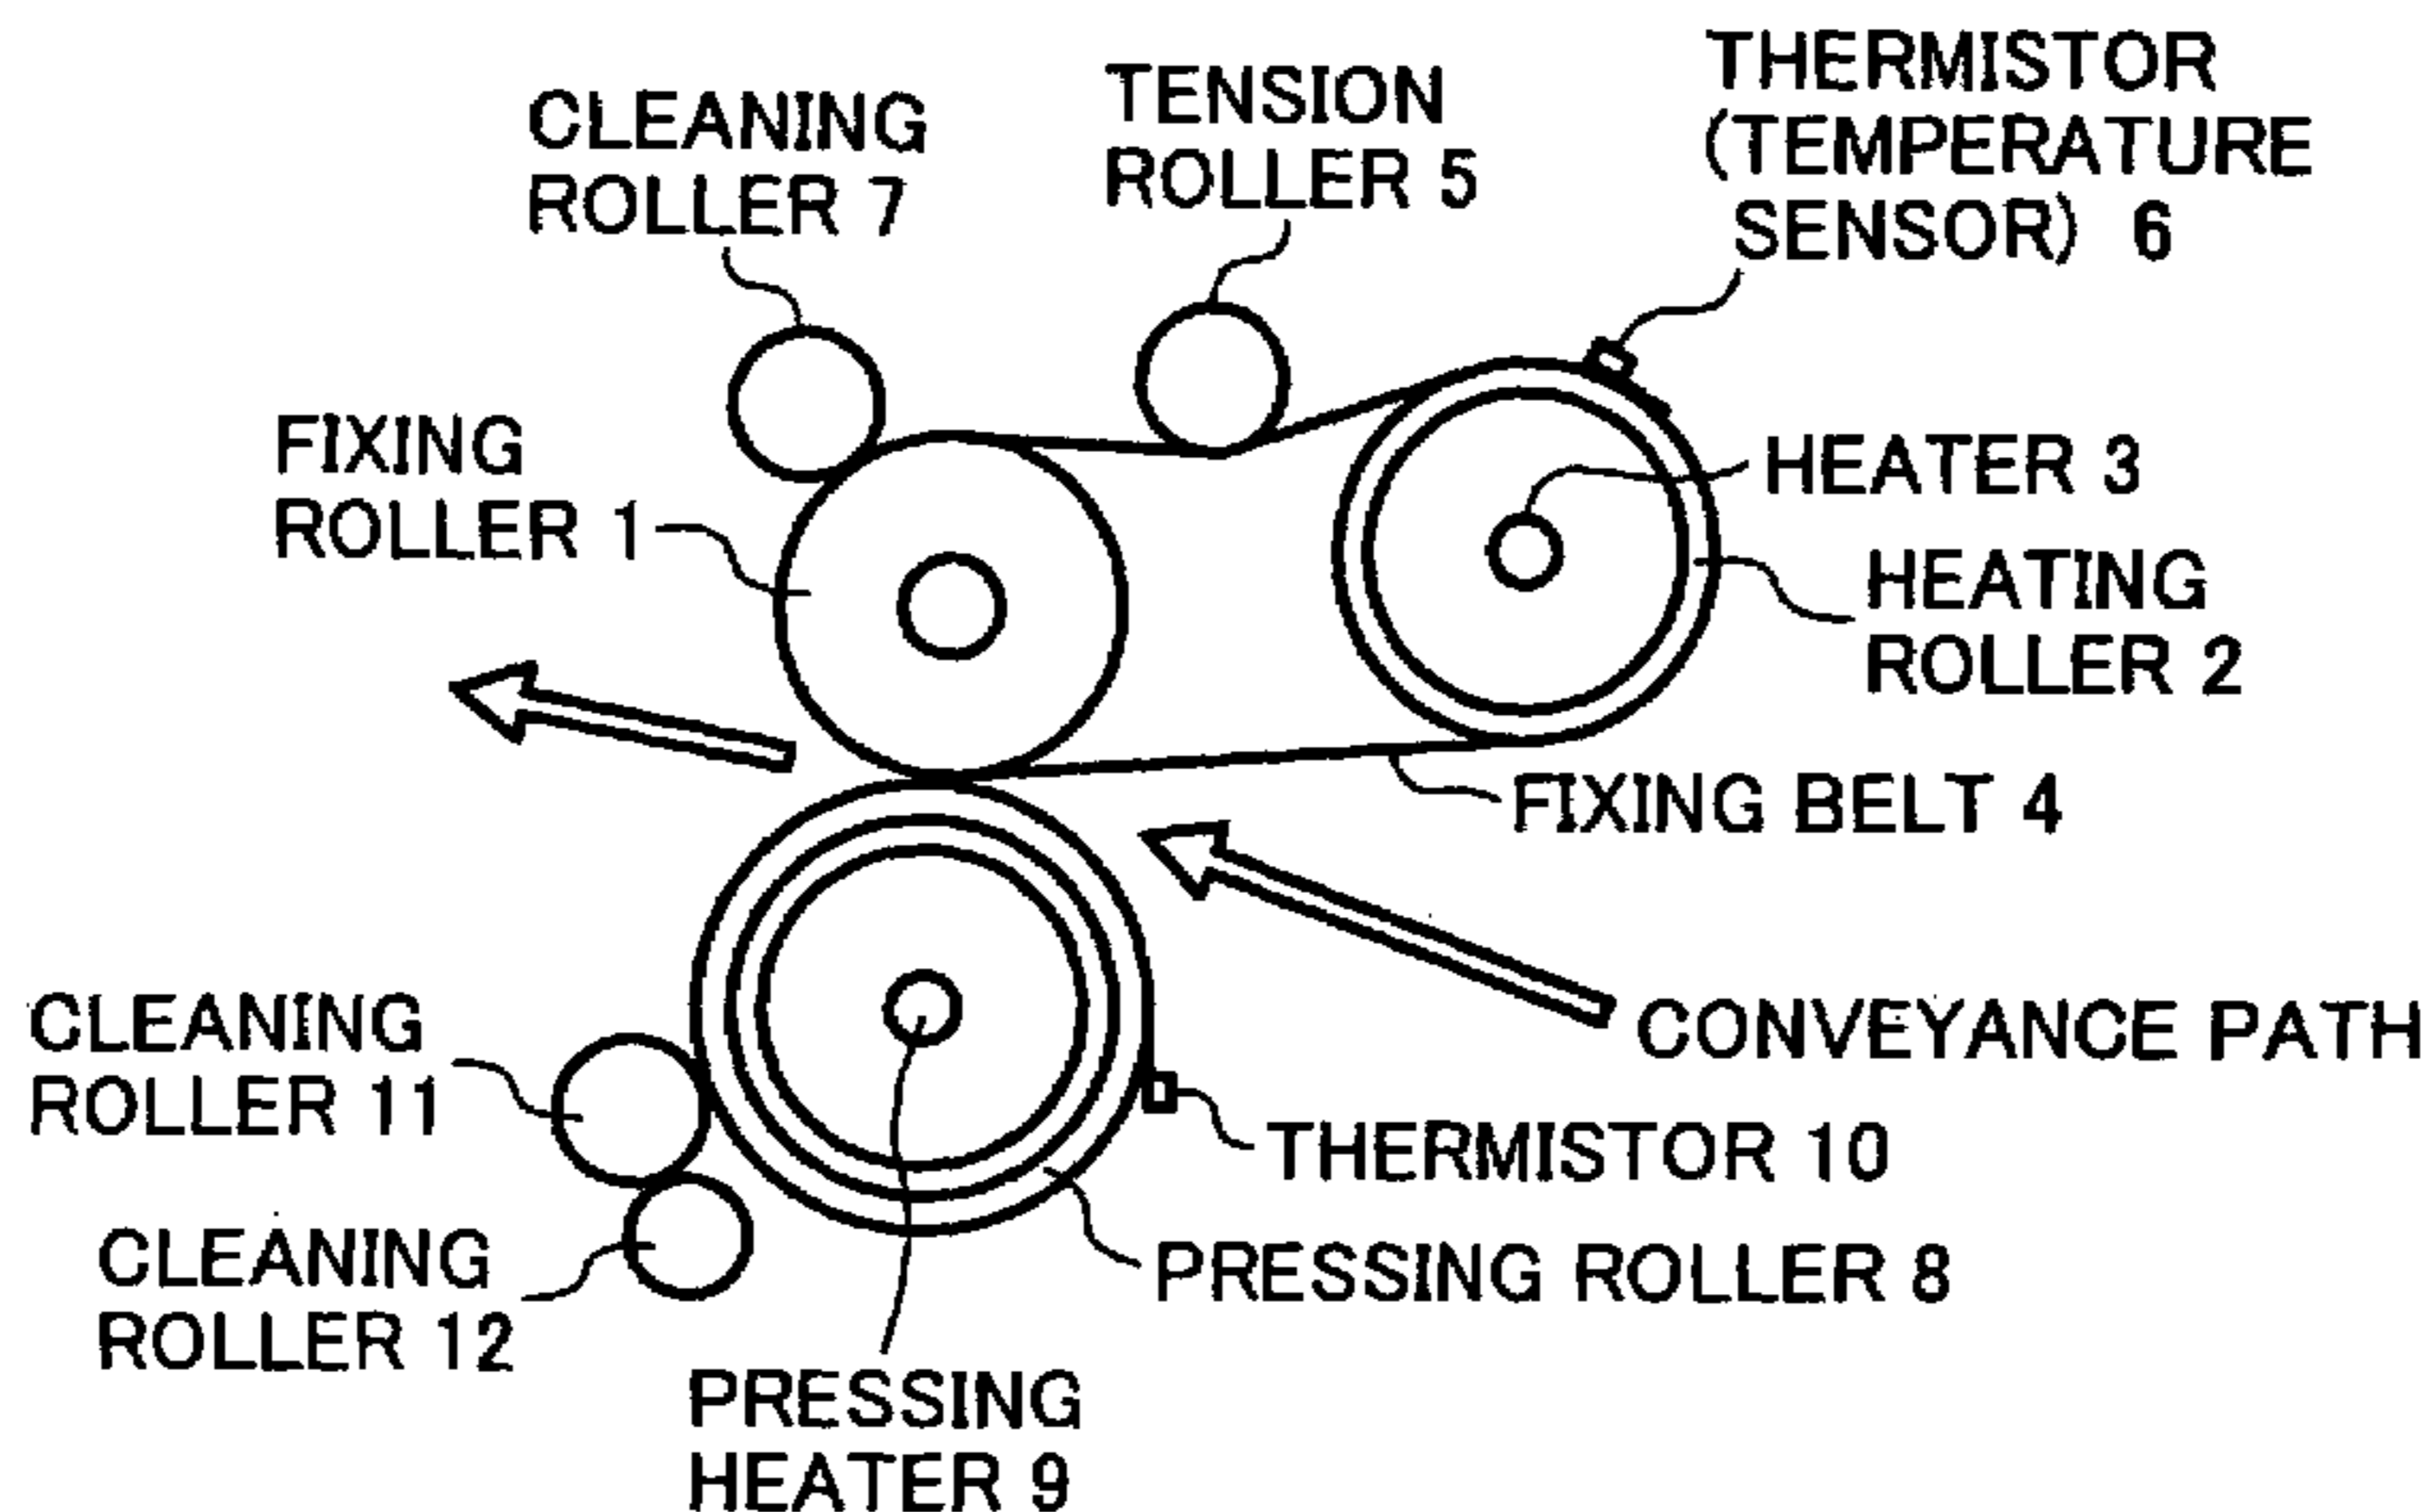 CLEANING
ROLLER 7
TENSION
ROLLER 5
THERMISTOR
(TEMPERATURE
SENSOR) 6
FIXING
ROLLER 1
HEATER 3
HEATING
ROLLER 2
FIXING BELT 4
CONVEYANCE PATH
CLEANING
ROLLER 11
THERMISTOR 10
CLEANING
ROLLER 12
PRESSING ROLLER 8
PRESSING
HEATER 9